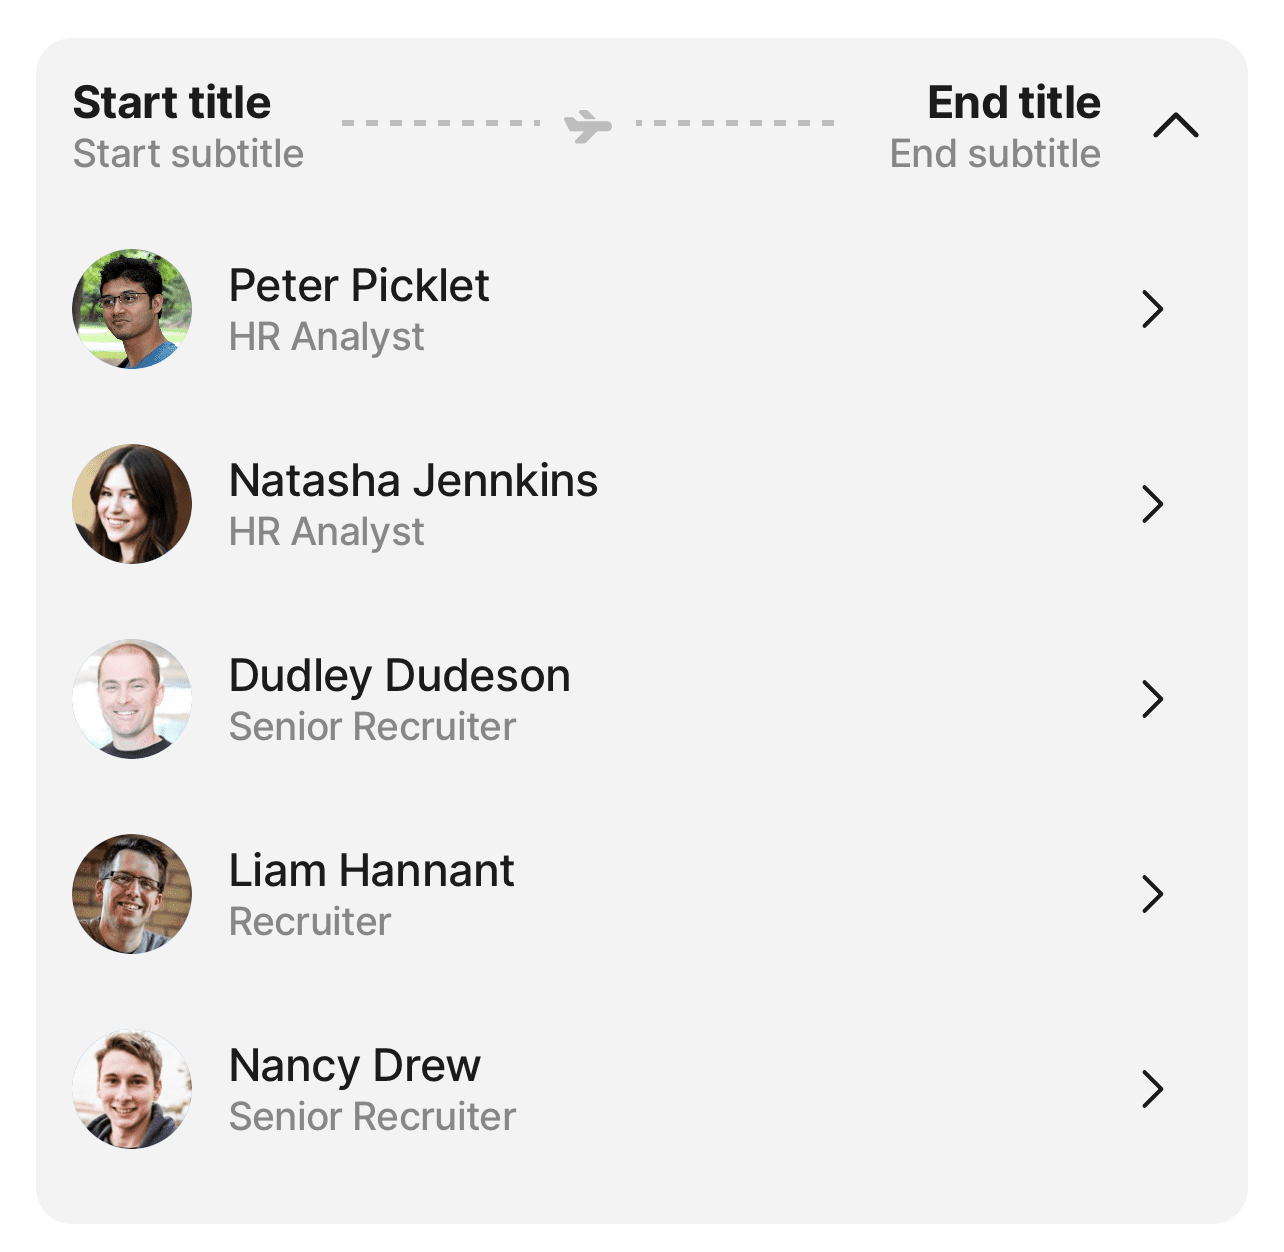 Start title
End title
Start subtitle
End subtitle
Peter Picklet
HR Analyst
Natasha Jennkins
HR Analyst
Dudley Dudeson
Senior Recruiter
Liam Hannant
Recruiter
Nancy Drew
Senior Recruiter